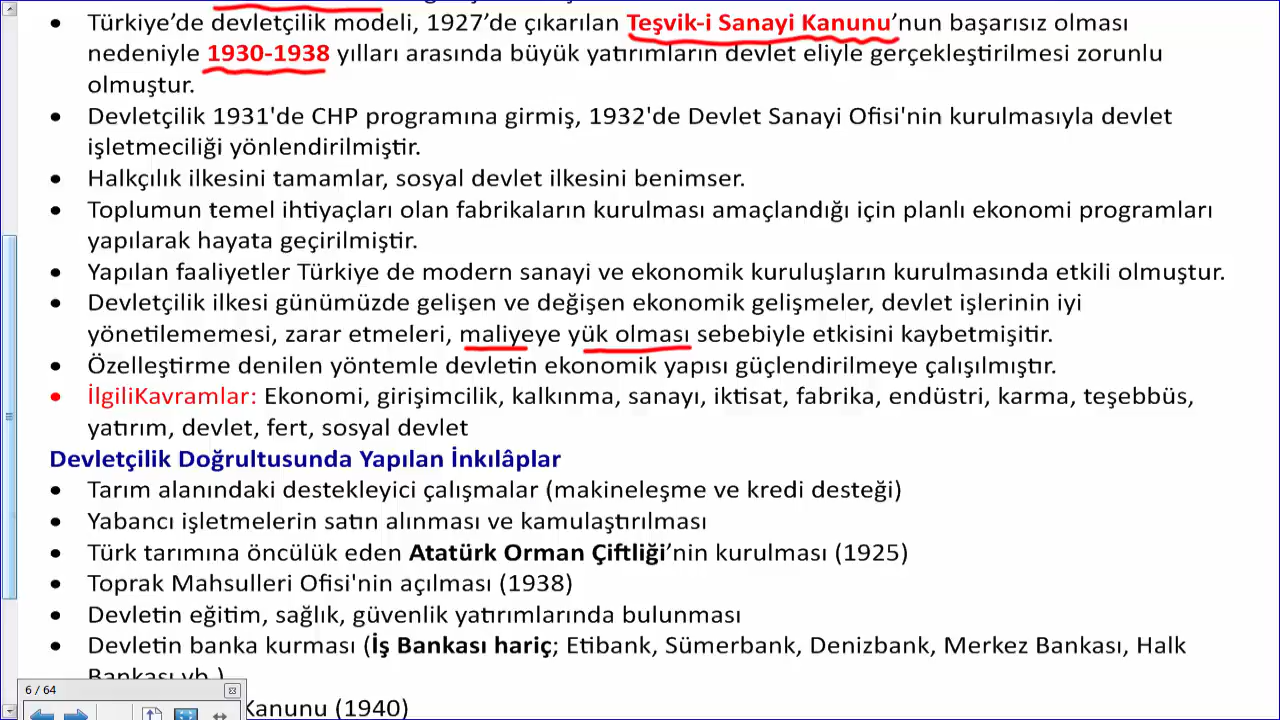 • Türkiye’de devletçilik modeli, 1927’de çıkarılan Teşvik-i Sanayi Kanunu’nun başarısız olması
nedeniyle 1930-1938 yılları arasında büyük yatırımların devlet eliyle gerçekleştirilmesi zorunlu
olmuştur.
• Devletçilik 1931'de CHP programına girmiş, 1932'de Devlet Sanayi Ofisi'nin kurulmasıyla devlet
işletmeciliği yönlendirilmiştir.
• Halkçılık ilkesini tamamlar, sosyal devlet ilkesini benimser.
• Toplumun temel ihtiyaçları olan fabrikaların kurulması amaçlandığı için planlı ekonomi programları
yapılarak hayata geçirilmiştir.
• Yapılan faaliyetler Türkiye de modern sanayi ve ekonomik kuruluşların kurulmasında etkili olmuştur.
• Devletçilik ilkesi günümüzde gelişen ve değişen ekonomik gelişmeler, devlet işlerinin iyi
yönetilememesi, zarar etmeleri, maliyeye yük olması sebebiyle etkisini kaybetmişitir.
• Özelleştirme denilen yöntemle devletin ekonomik yapısı güçlendirilmeye çalışılmıştır.
• İlgiliKavramlar: Ekonomi, girişimcilik, kalkınma, sanayı, iktisat, fabrika, endüstri, karma, teşebbüs,
yatırım, devlet, fert, sosyal devlet
Devletçilik Doğrultusunda Yapılan İnkılâplar
• Tarım alanındaki destekleyici çalışmalar (makineleşme ve kredi desteği)
• Yabancı işletmelerin satın alınması ve kamulaştırılması
• Türk tarımına öncülük eden Atatürk Orman Çiftliği’nin kurulması (1925)
• Toprak Mahsulleri Ofisi'nin açılması (1938)
• Devletin eğitim, sağlık, güvenlik yatırımlarında bulunması
• Devletin banka kurması (İş Bankası hariç; Etibank, Sümerbank, Denizbank, Merkez Bankası, Halk
Bankası vb.)
6 / 64
Kanunu (1940)